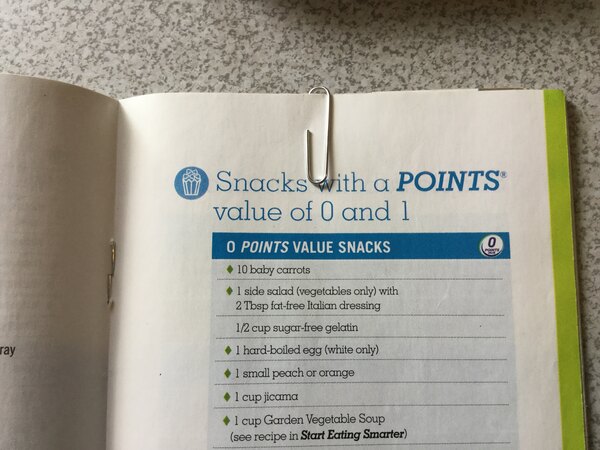 Snacks with a POINTS®
value of 0 and 1
0 POINTS VALUE SNACKS
0
POINTS
10 baby carrots
1 side salad (vegetables only) with
2 Tbsp fat-free Italian dressing
1/2 cup sugar-free gelatin
1 hard-boiled egg (white only)
ray
1 small peach or orange
1 cup jicama
1 cup Garden Vegetable Soup
(see recipe in Start Eating Smarter)